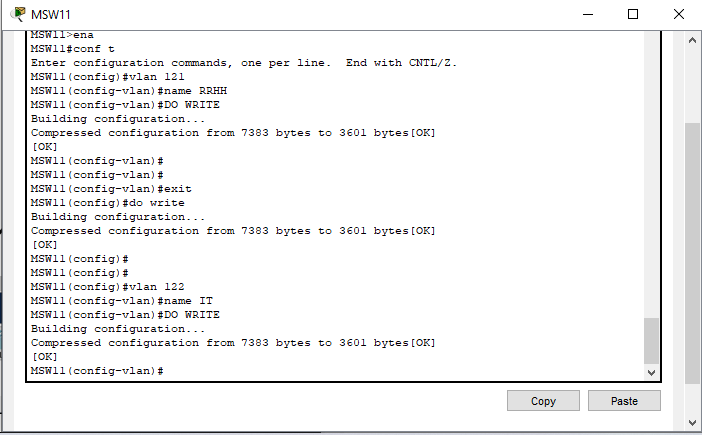 MSW11
MSW11>ena
MSW11#conf t
Enter configuration commands, one per line.  End with CNTL/Z.
MSW11(config)#vlan 121
MSW11(config-vlan)#name RRHH
MSW11(config-vlan)#DO WRITE
Building configuration...
Compressed configuration from 7383 bytes to 3601 bytes[OK]
[OK]
MSW11(config-vlan)#
MSW11(config-vlan)#
MSW11(config-vlan)#exit
MSW11(config)#do write
Building configuration...
Compressed configuration from 7383 bytes to 3601 bytes[OK]
[OK]
MSW11(config)#
MSW11(config)#
MSW11(config)#vlan 122
MSW11(config-vlan)#name IT
MSW11(config-vlan)#DO WRITE
Building configuration...
Compressed configuration from 7383 bytes to 3601 bytes[OK]
[OK]
MSW11(config-vlan)#
Copy
Paste